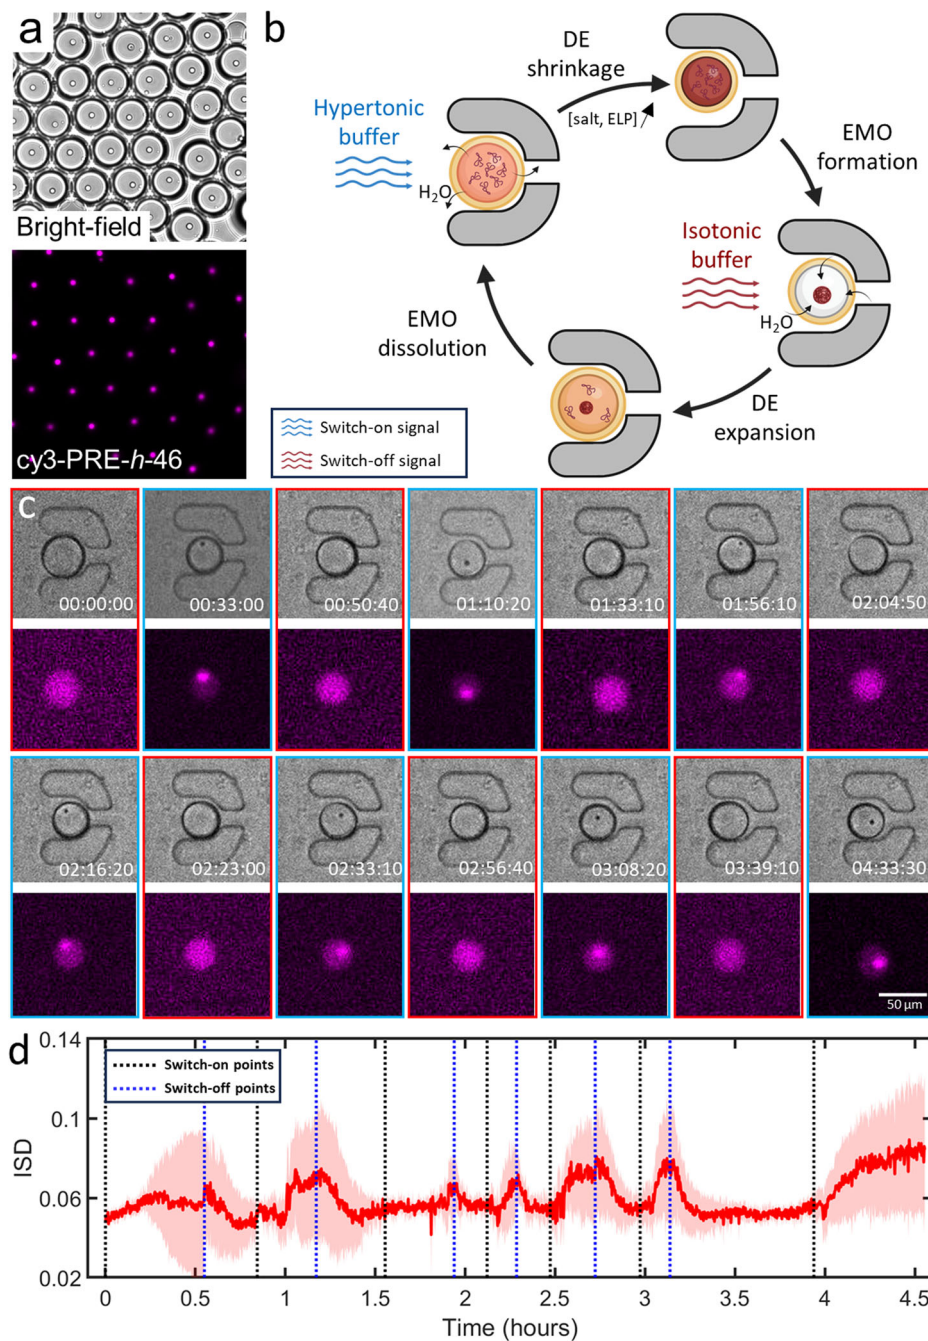 a
Bright-field
cy3-PRE-h-46
b
DE
shrinkage
[salt, ELP]
Hypertonic
buffer
H₂O
EMO
formation
Isotonic
buffer
H₂O
EMO
dissolution
DE
expansion
Switch-on signal
Switch-off signal
c
00:00:00
00:33:00
00:50:40
01:10:20
01:33:10
01:56:10
02:04:50
02:16:20
02:23:00
02:33:10
02:56:40
03:08:20
03:39:10
04:33:30
50 µm
d
0.14
0.1
0.06
0.02
ISD
Switch-on points
Switch-off points
0 0.5 1 1.5 2 2.5 3 3.5 4 4.5
Time (hours)